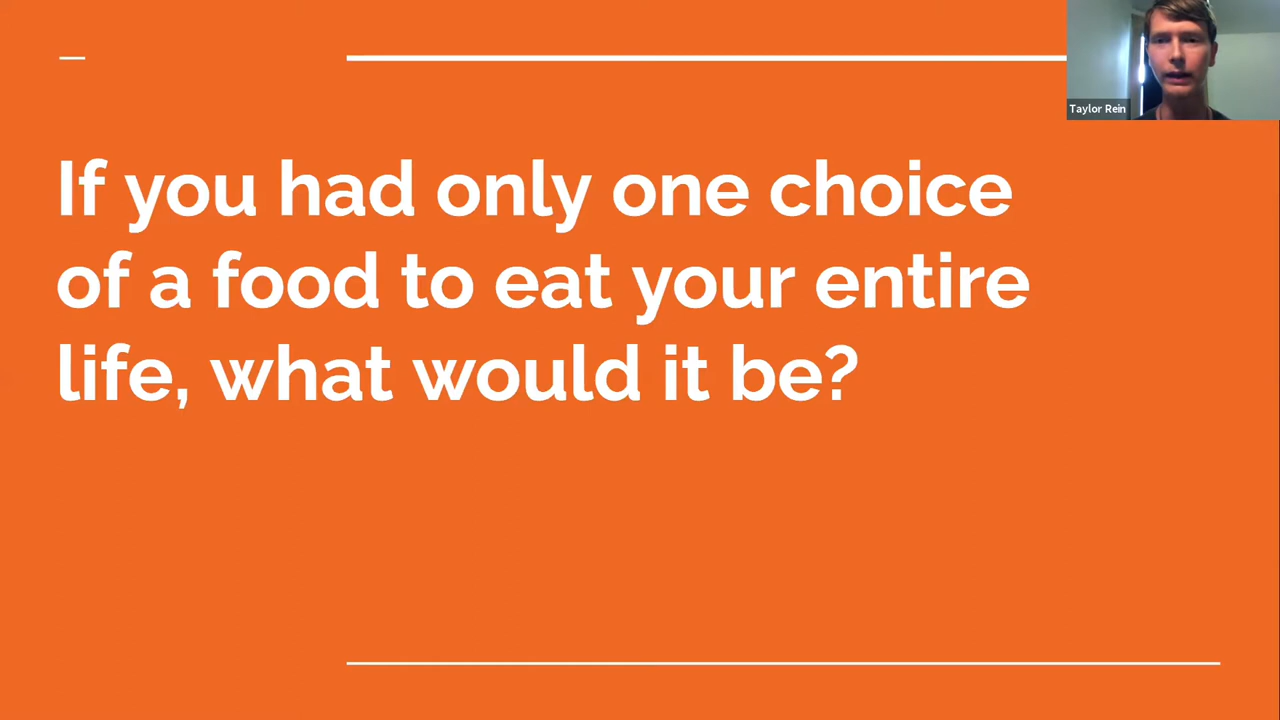 Taylor Rein
If you had only one choice
of a food to eat your entire
life, what would it be?